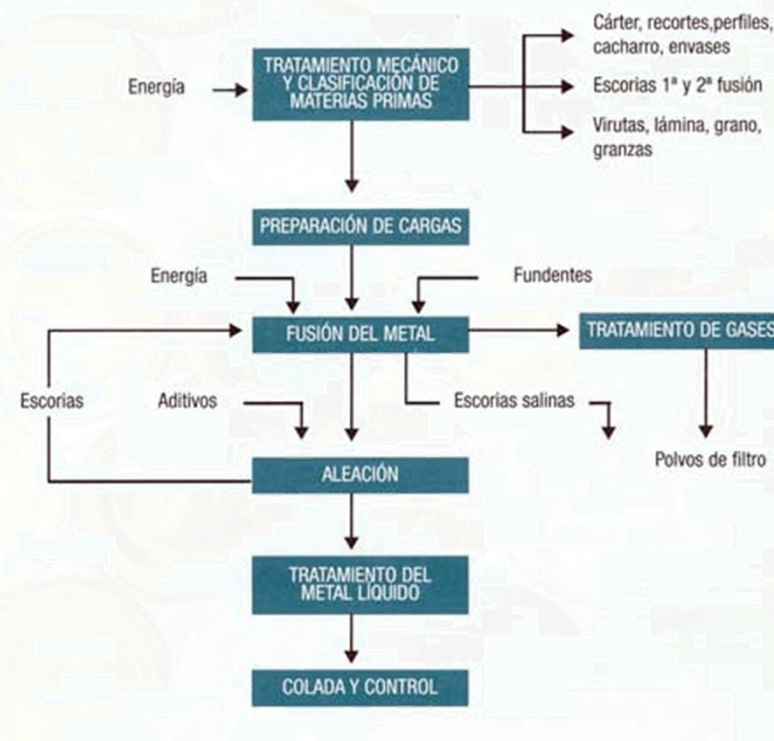 Cárter, recortes,perfiles,
cacharro, envases
TRATAMIENTO MECÁNICO
Y CLASIFICACIÓN DE
MATERIAS PRIMAS
Energía
Escorias 1ª y 2ª fusión
Virutas, lámina, grano,
granzas
PREPARACIÓN DE CARGAS
Energía
Fundentes
FUSIÓN DEL METAL
TRATAMIENTO DE GASES
Escorias
Aditivos
Escorias salinas
Polvos de filtro
ALEACIÓN
TRATAMIENTO DEL
METAL LÍQUIDO
COLADA Y CONTROL